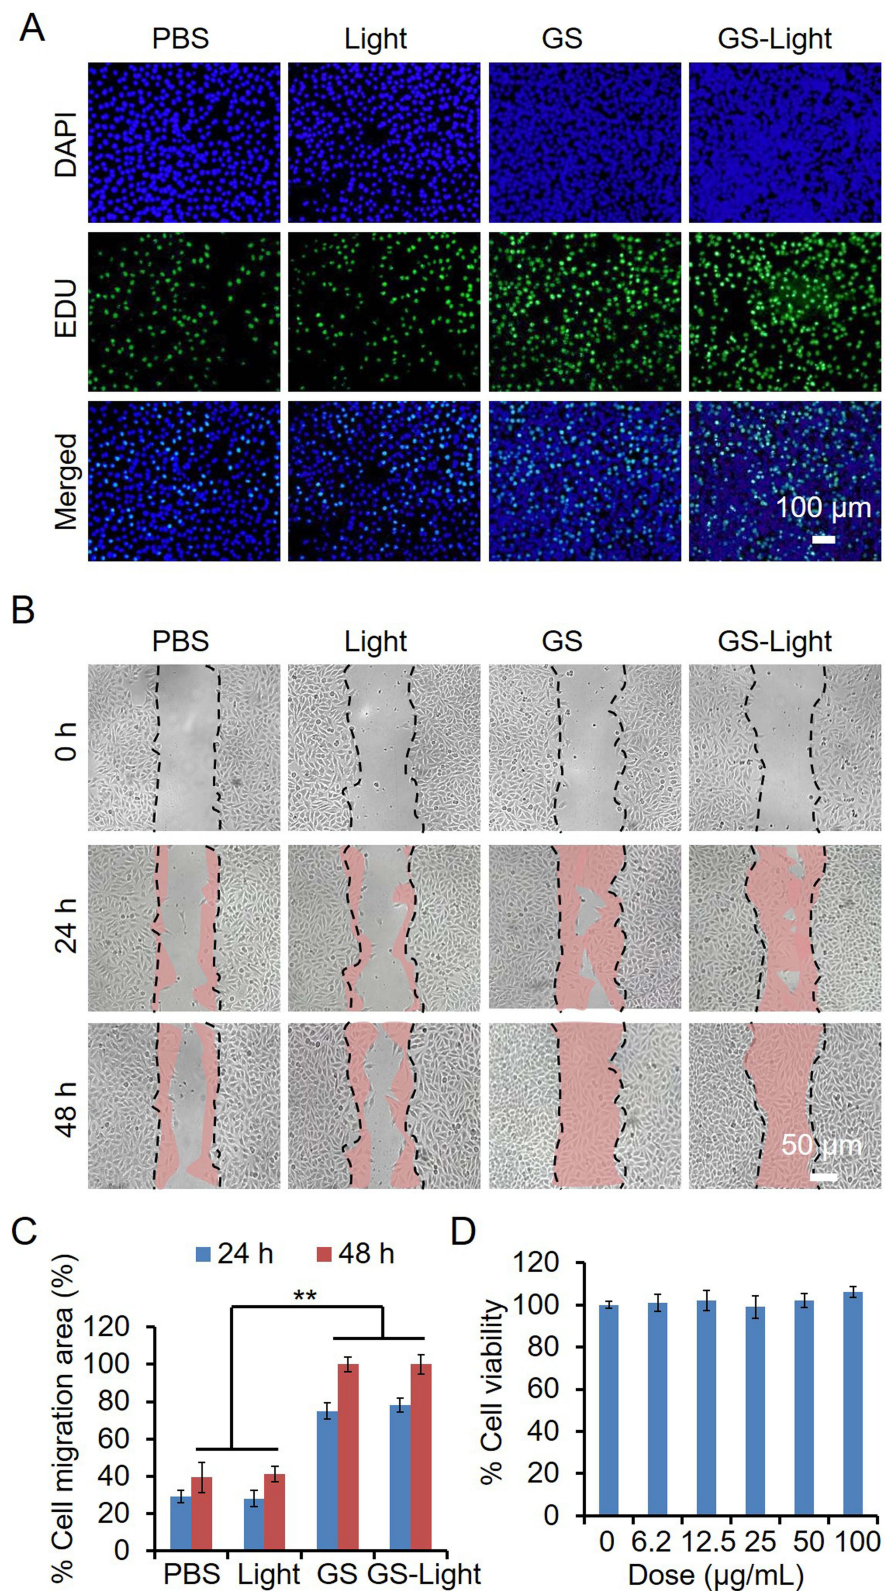 A
PBS Light GS GS-Light
DAPI
EDU
Merged
100 µm
B
PBS Light GS GS-Light
0 h
24 h
48 h
50 µm
C
24 h 48 h
% Cell migration area (%)
**
120
100
80
60
40
20
0
PBS Light GS GS-Light
D
% Cell viability
120
100
80
60
40
20
0
0 6.2 12.5 25 50 100
Dose (µg/mL)